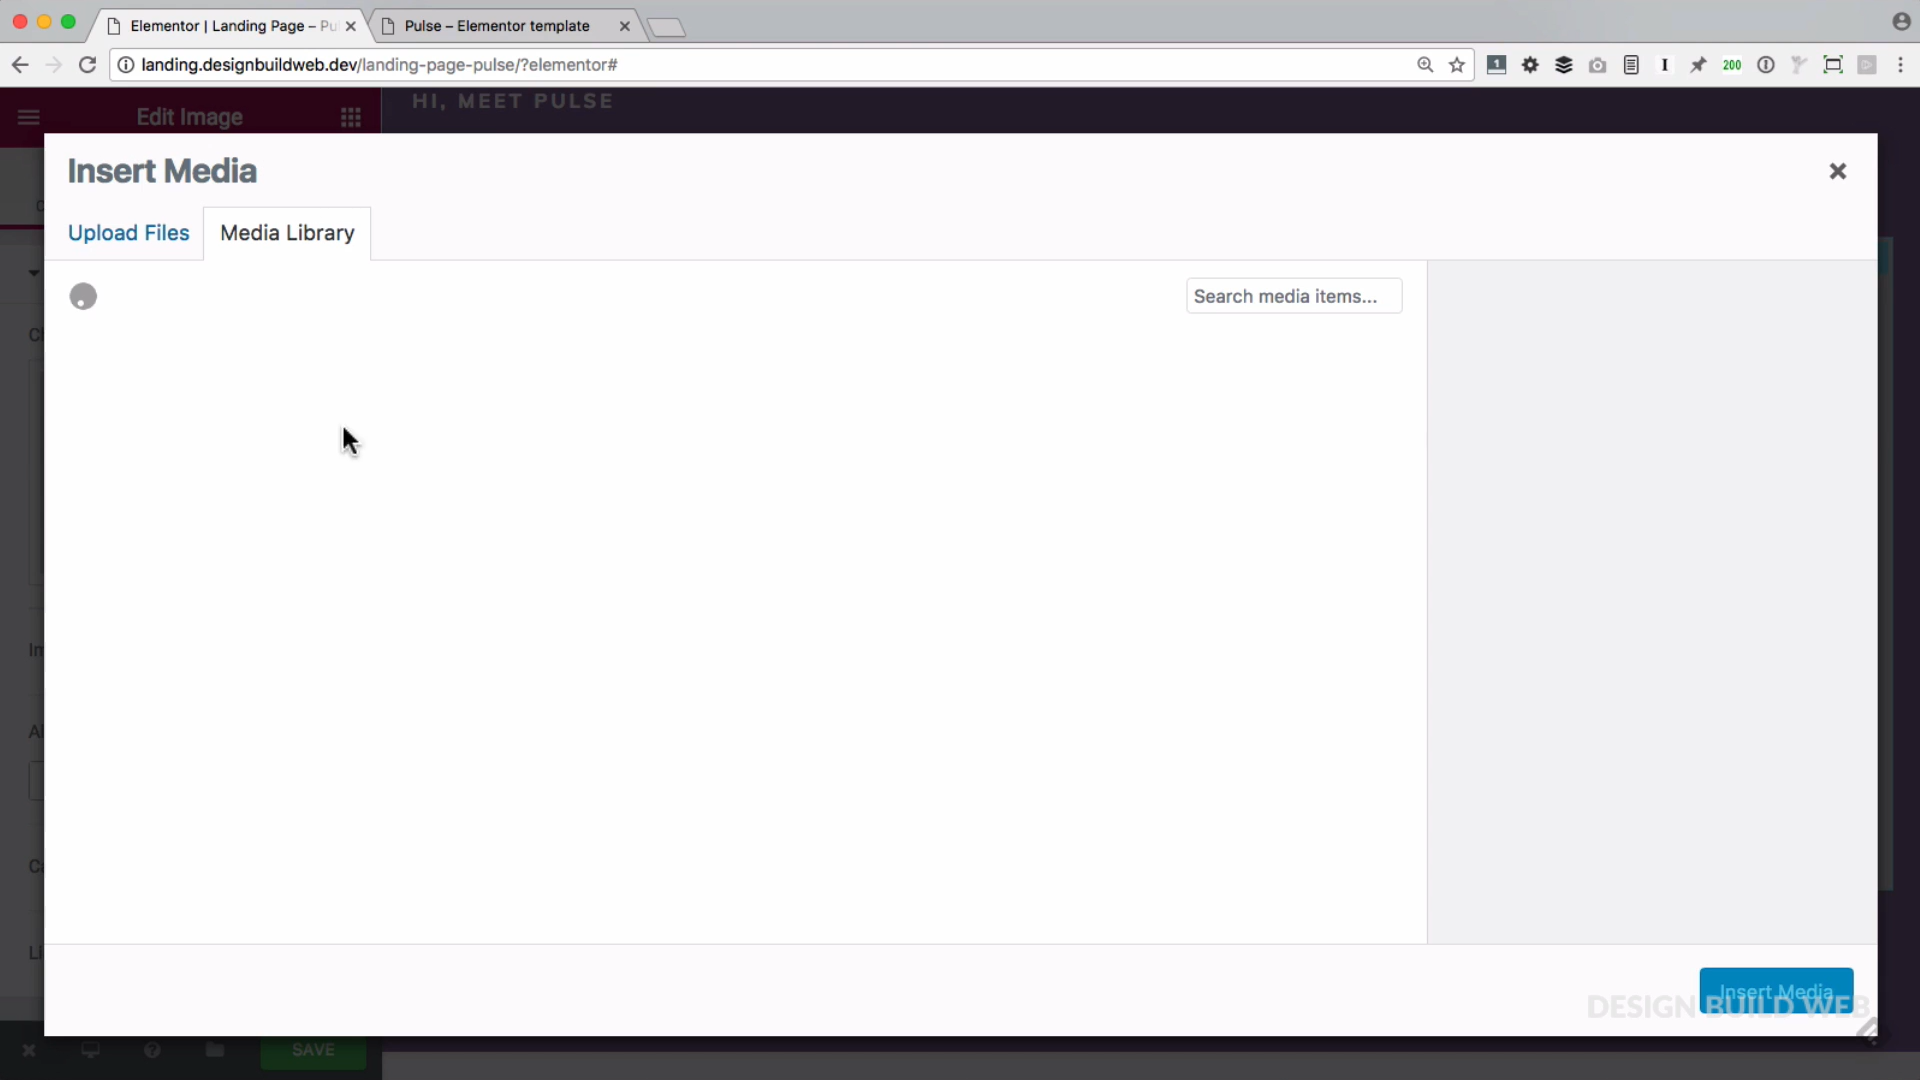 Elementor | Landing Page – Pu
Pulse – Elementor template
landing.designbuildweb.dev/landing-page-pulse/?elementor#
1
I
200
Edit Image
HI, MEET PULSE
Insert Media
Upload Files
Media Library
Search media items...
Insert Media
DESIGN BUILD WEB
SAVE